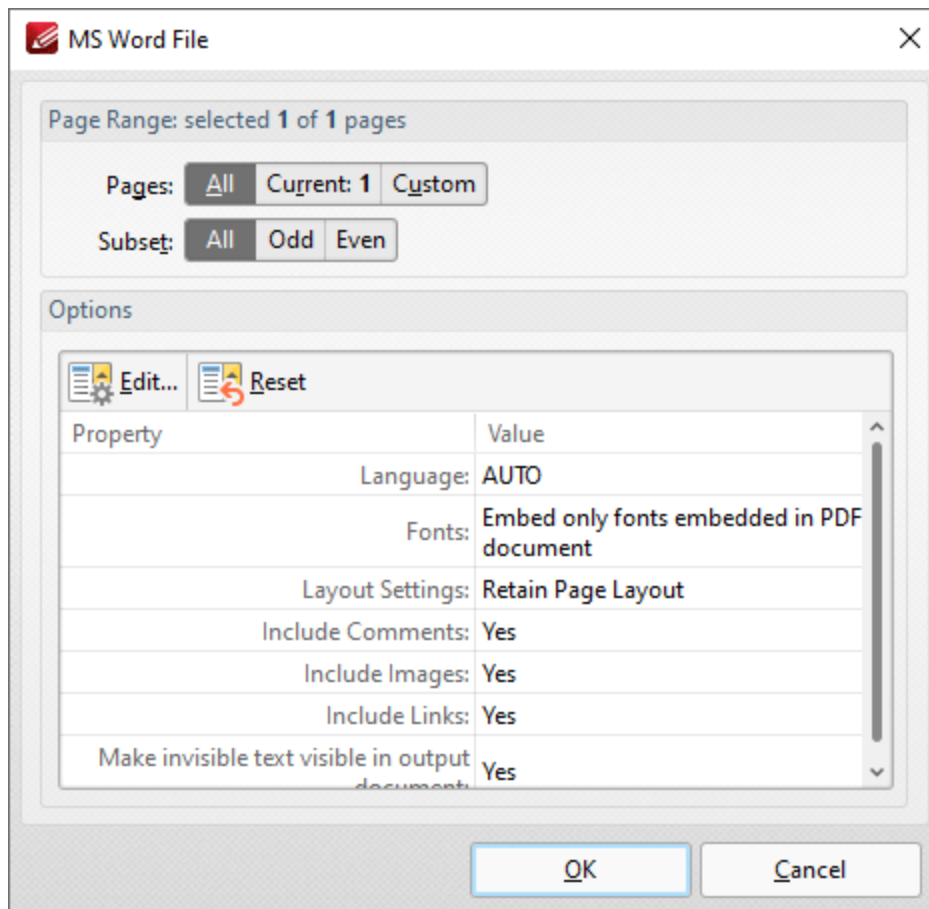 MS Word File
Page Range: selected 1 of 1 pages
Pages: All Current: 1 Custom
Subset: All Odd Even
Options
Edit... Reset
Property Value
Language: AUTO
Fonts: Embed only fonts embedded in PDF
document
Layout Settings: Retain Page Layout
Include Comments: Yes
Include Images: Yes
Include Links: Yes
Make invisible text visible in output
document: Yes
OK Cancel